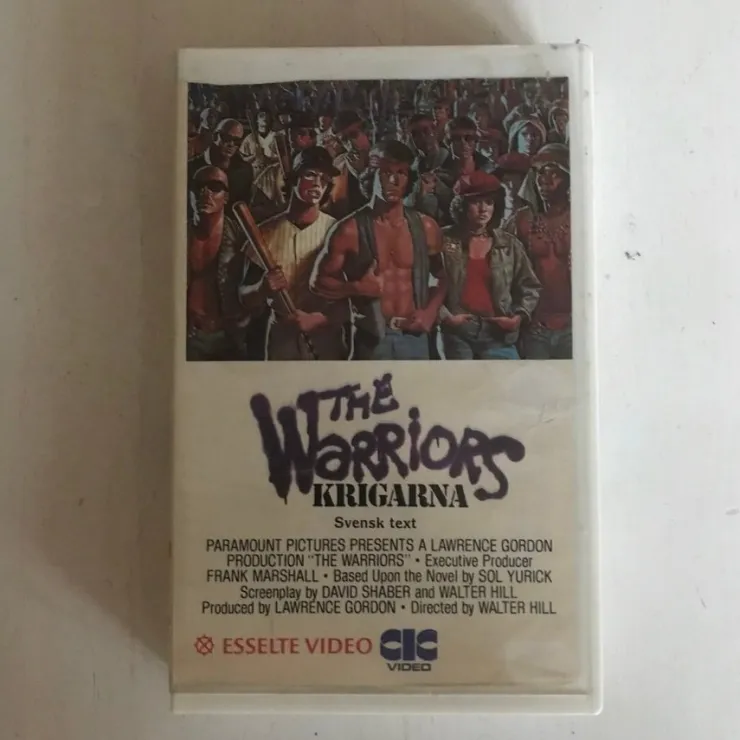 THE
WARRIORS
KRIGARNA
Svensk text
PARAMOUNT PICTURES PRESENTS A LAWRENCE GORDON
PRODUCTION "THE WARRIORS" • Executive Producer
FRANK MARSHALL • Based Upon the Novel by SOL YURICK
Screenplay by DAVID SHABER and WALTER HILL
Produced by LAWRENCE GORDON • Directed by WALTER HILL
ESSELTE VIDEO CIC
VIDEO